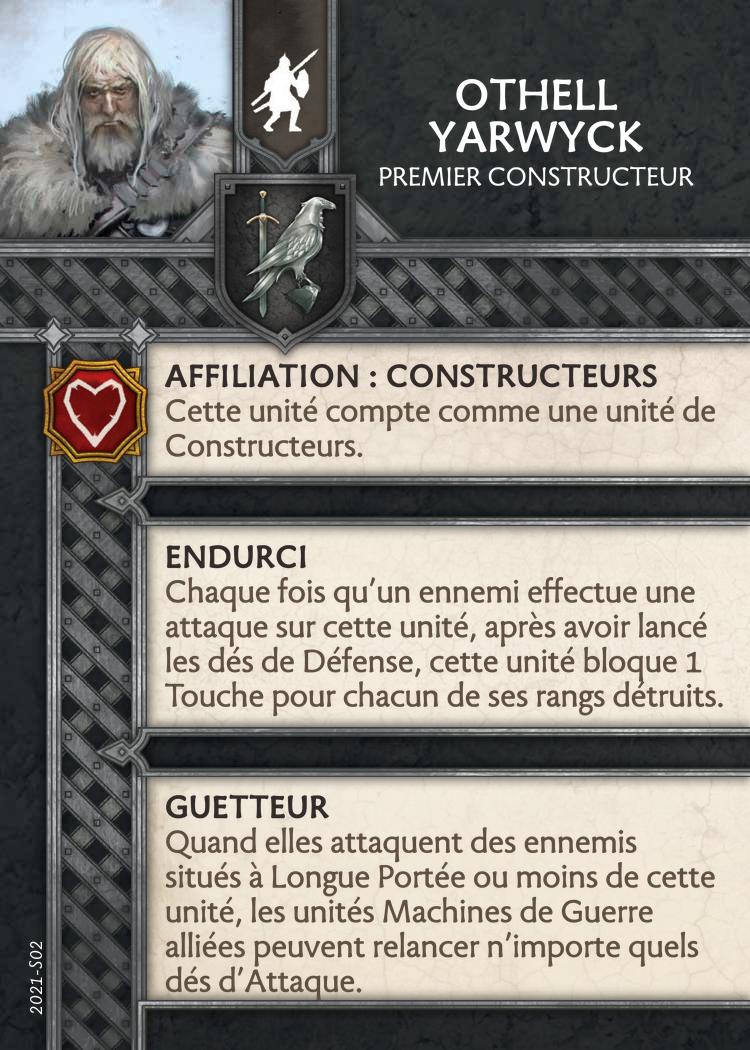 OTHELL
YARWYCK
PREMIER CONSTRUCTEUR
AFFILIATION : CONSTRUCTEURS
Cette unité compte comme une unité de
Constructeurs.
ENDURCI
Chaque fois qu'un ennemi effectue une
attaque sur cette unité, après avoir lancé
les dés de Défense, cette unité bloque 1
Touche pour chacun de ses rangs détruits.
GUETTEUR
Quand elles attaquent des ennemis
situés à Longue Portée ou moins de cette
unité, les unités Machines de Guerre
alliées peuvent relancer n'importe quels
dés d'Attaque.
2021-S02